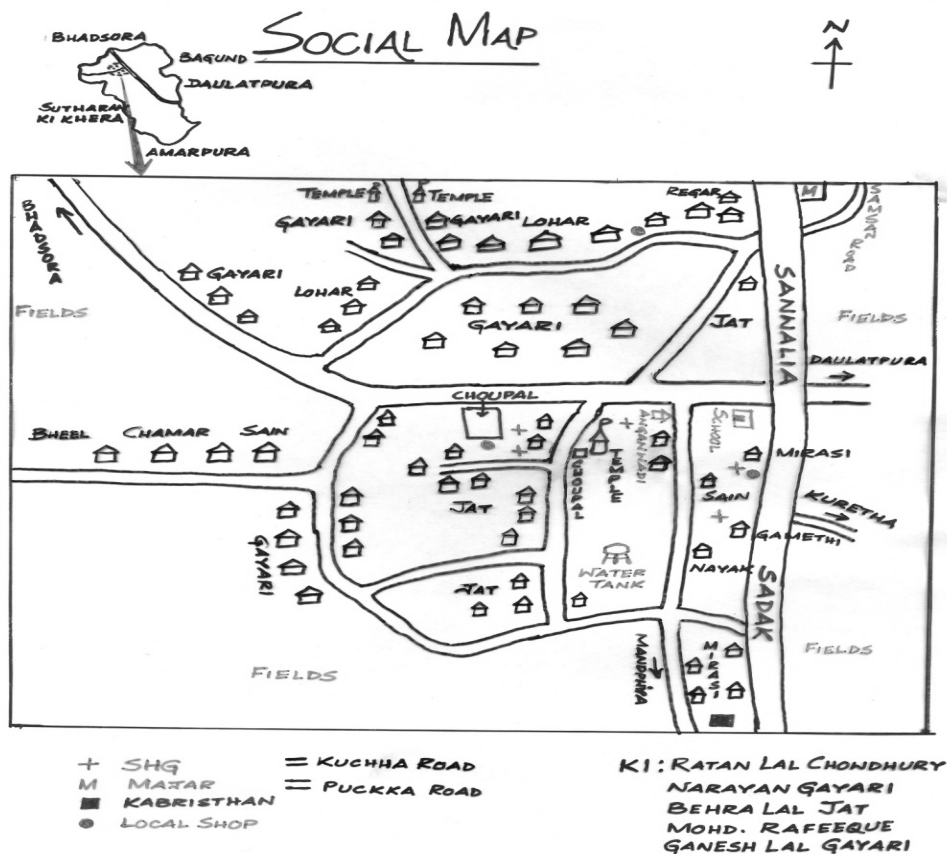 SOCIAL MAP
N
BHADSORA
BAGUND
DAULATPURA
SUTHARAN
KI KHERA
AMARPURA
TEMPLE
TEMPLE
REGAR
M
SAMSAN ROAD
BHADSORA
GAYARI
GAYARI
LOHAR
GAYARI
LOHAR
SANNALIA
FIELDS
GAYARI
JAT
FIELDS
DAULATPURA
CHOUPAL
BHEEL
CHAMAR
SAIN
ANGANWADI
SCHOOL
MIRASI
TEMPLE
CHOUPAL
JAT
SAIN
KURETHA
GAYARI
GAMETHI
NAYAK
WATER
TANK
JAT
SADAK
FIELDS
MANDPHIYA
MIRASI
FIELDS
+ SHG
M MAJAR
KABRISTHAN
LOCAL SHOP
= KUCHHA ROAD
= PUCKKA ROAD
KI: RATAN LAL CHONDHURY
NARAYAN GAYARI
BEHRA LAL JAT
MOHD. RAFEEQUE
GANESH LAL GAYARI